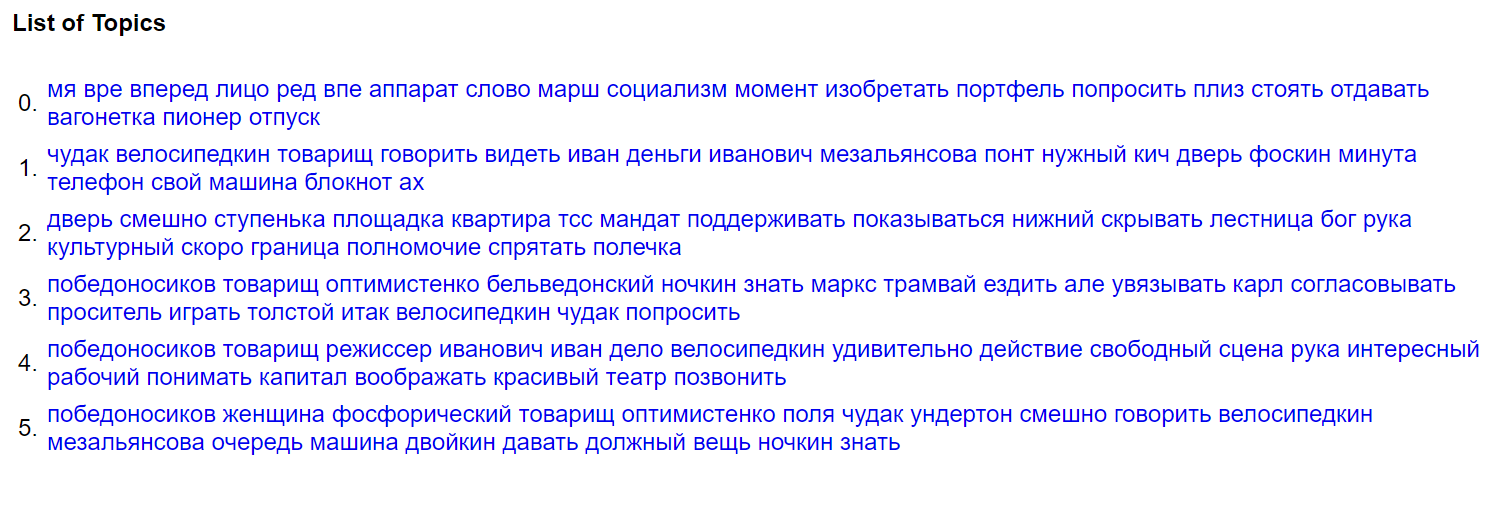 List of Topics
0. мя вре вперед лицо ред впе аппарат слово марш социализм момент изобретать портфель попросить плиз стоять отдавать
вагонетка пионер отпуск
1. чудак велосипедкин товарищ говорить видеть иван деньги иванович мезальянсова понт нужный кич дверь фоскин минута
телефон свой машина блокнот ах
2. дверь смешно ступенька площадка квартира тсс мандат поддерживать показываться нижний скрывать лестница бог рука
культурный скоро граница полномочие спрятать полечка
3. победоносиков товарищ оптимистенко бельведонский ночкин знать маркс трамвай ездить але увязывать карл согласовывать
проситель играть толстой итак велосипедкин чудак попросить
4. победоносиков товарищ режиссер иванович иван дело велосипедкин удивительно действие свободный сцена рука интересный
рабочий понимать капитал воображать красивый театр позвонить
5. победоносиков женщина фосфорический товарищ оптимистенко поля чудак ундертон смешно говорить велосипедкин
мезальянсова очередь машина двойкин давать должный вещь ночкин знать